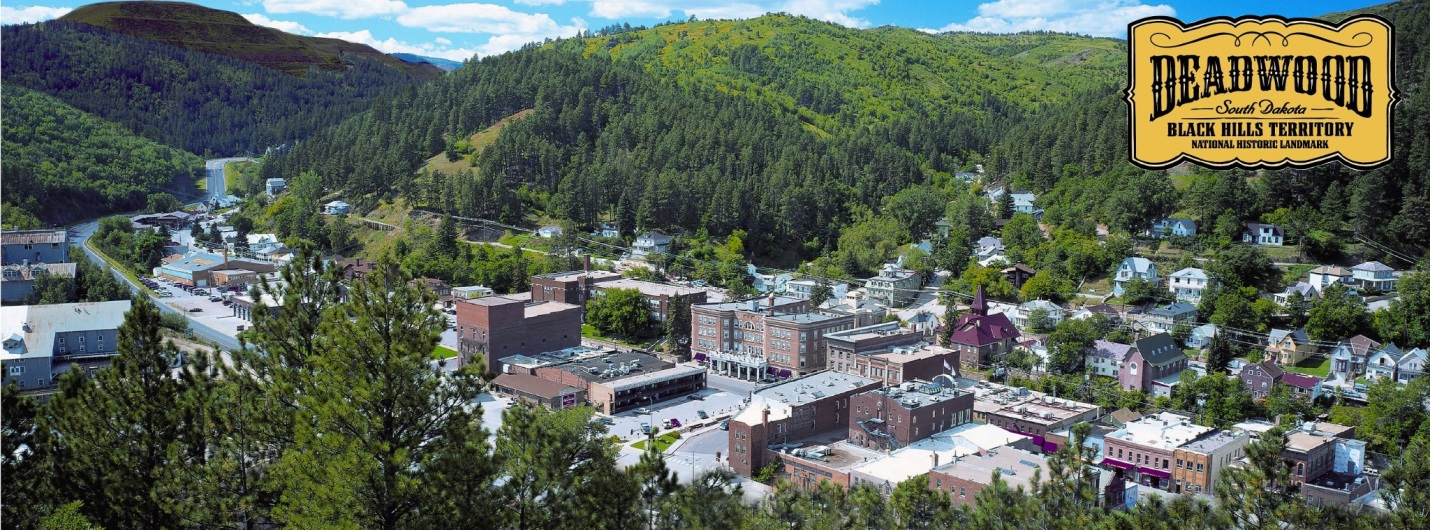 DEADWOOD
South Dakota
BLACK HILLS TERRITORY
NATIONAL HISTORIC LANDMARK